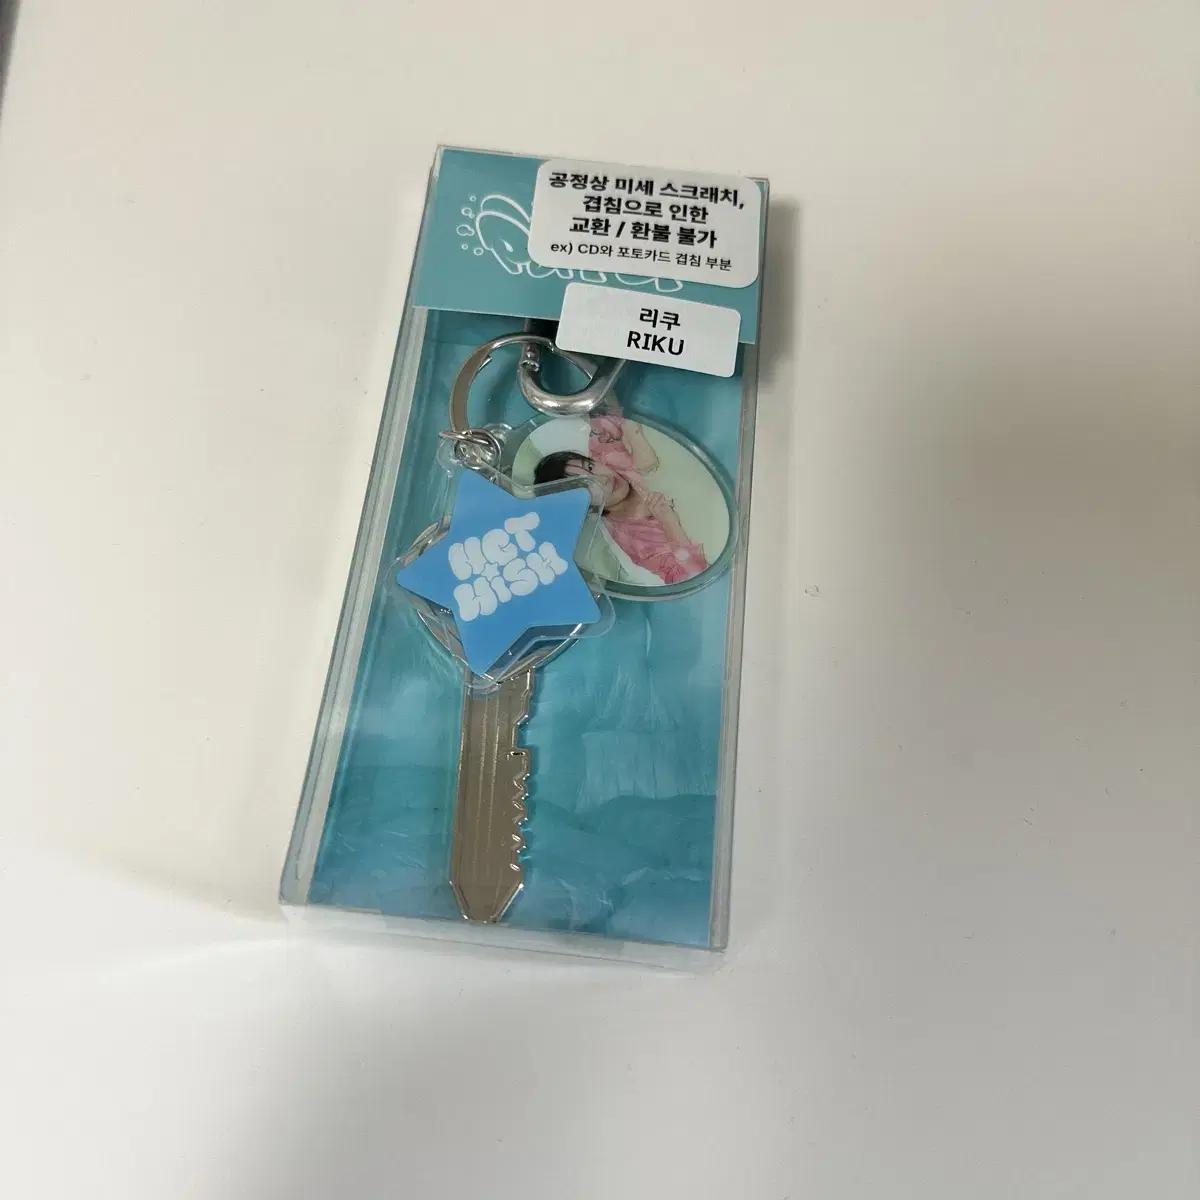 공정상 미세 스크래치,
겹침으로 인한
교환 / 환불 불가
ex) CD와 포토카드 겹침 부분
리쿠
RIKU
NCT
WISH